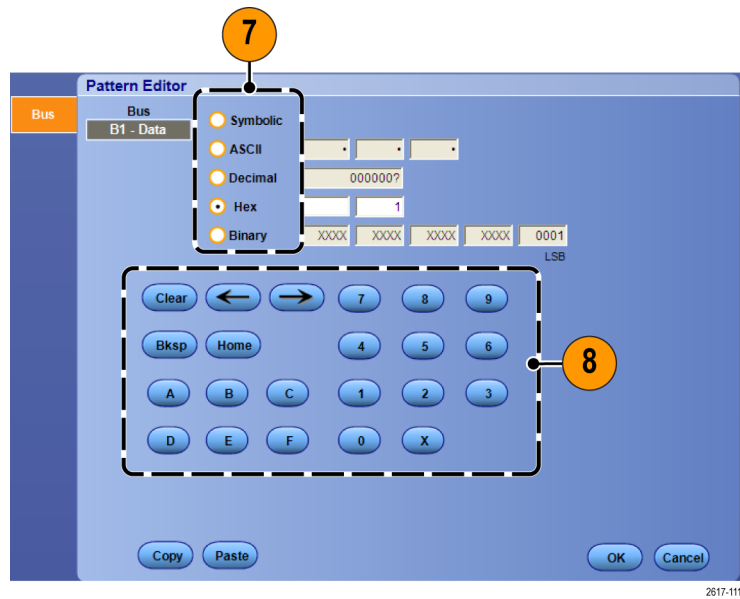 7
Pattern Editor
Bus
Bus
B1 - Data
Symbolic
ASCII
Decimal 000000?
Hex 1
Binary XXXX XXXX XXXX XXXX 0001
LSB
Clear 7 8 9
Bksp Home 4 5 6
8
A B C 1 2 3
D E F 0 X
Copy Paste OK Cancel
2617-111